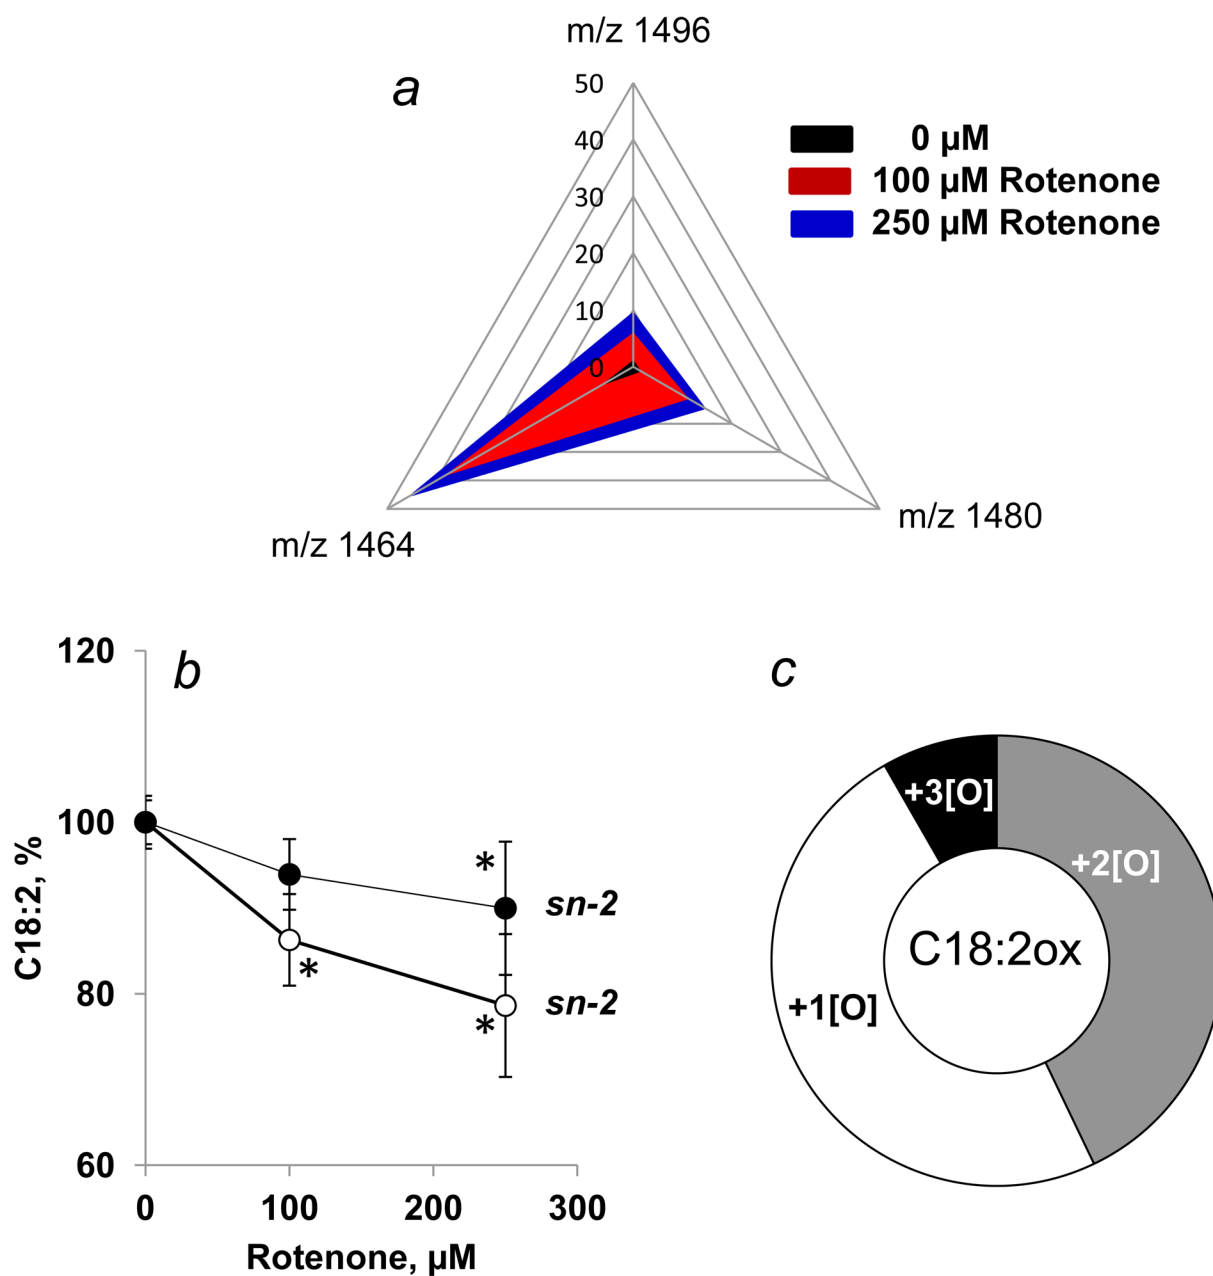 m/z 1496
a
50
40
30
20
10
0
0 µM
100 µM Rotenone
250 µM Rotenone
m/z 1464
m/z 1480
b
120
100
80
60
C18:2, %
*
*
*
sn-2
sn-2
0
100
200
300
Rotenone, µM
c
+3[O]
+2[O]
C18:2ox
+1[O]